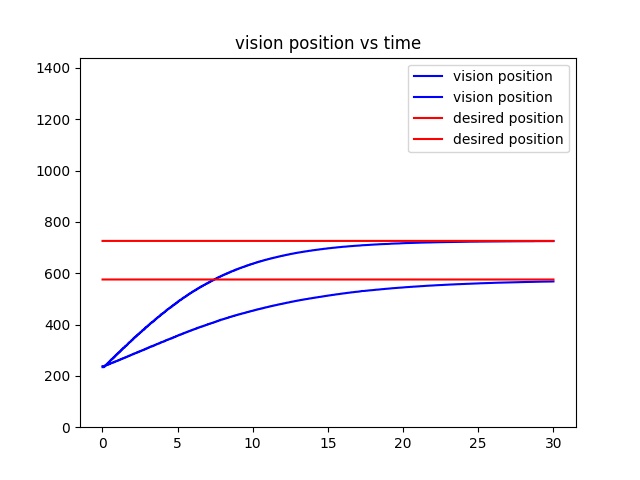 vision position vs time
1400
1200
1000
800
600
400
200
0
vision position
vision position
desired position
desired position
0 5 10 15 20 25 30